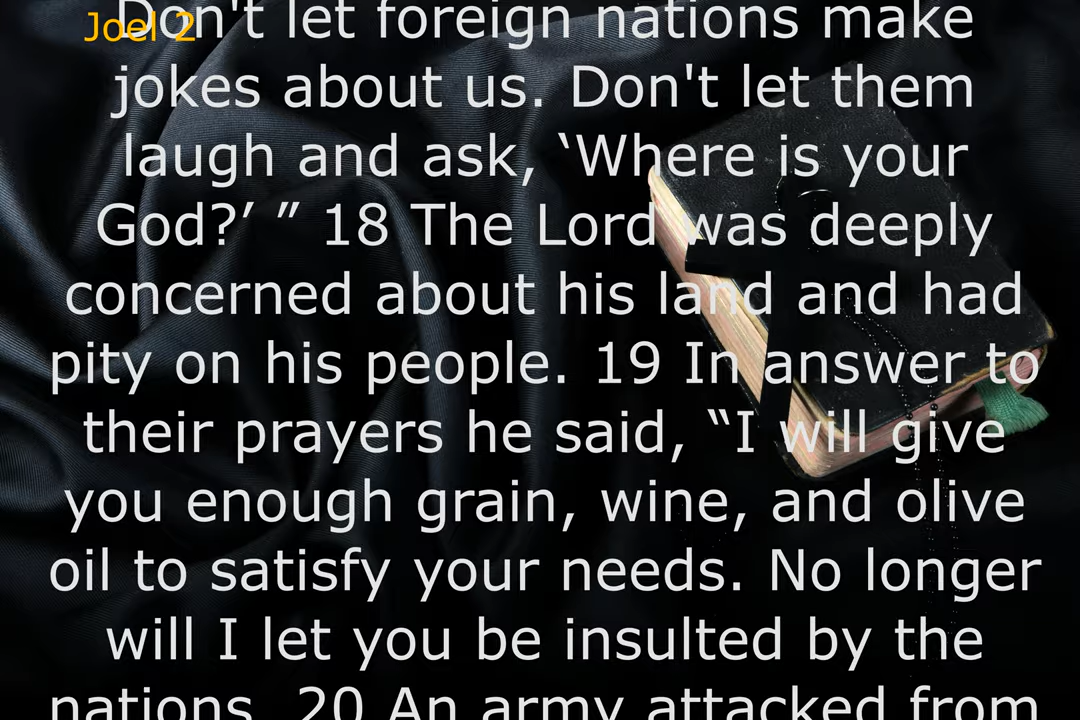 Joel 2
Don't let foreign nations make
jokes about us. Don't let them
laugh and ask, ‘Where is your
God?’ ” 18 The Lord was deeply
concerned about his land and had
pity on his people. 19 In answer to
their prayers he said, “I will give
you enough grain, wine, and olive
oil to satisfy your needs. No longer
will I let you be insulted by the
nations. 20 An army attacked from